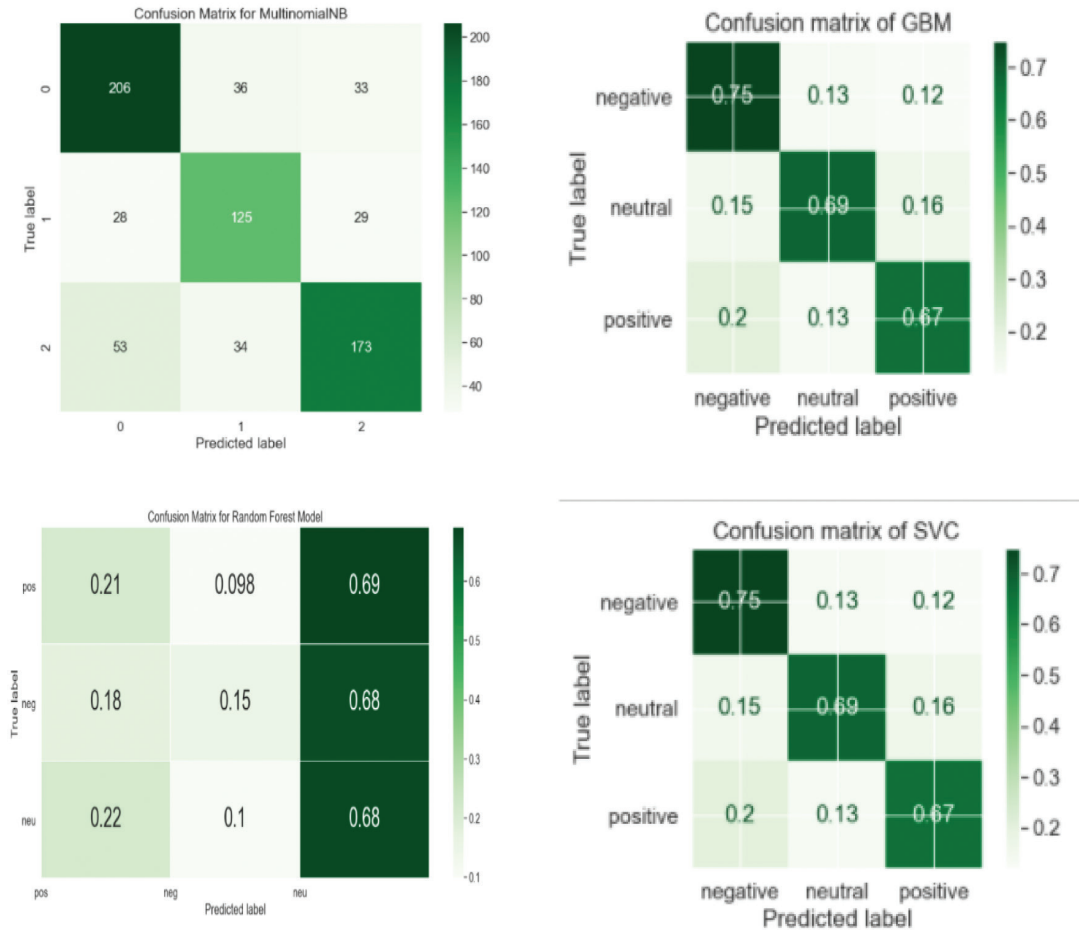 Confusion Matrix for MultinomialNB
True label
0
206 36 33
1
28 125 29
2
53 34 173
0 1 2
Predicted label
200
180
160
140
120
100
80
60
40
Confusion matrix of GBM
True label
negative 0.75 0.13 0.12
neutral 0.15 0.69 0.16
positive 0.2 0.13 0.67
negative neutral positive
Predicted label
0.7
0.6
0.5
0.4
0.3
0.2
Confusion Matrix for Random Forest Model
True label
pos 0.21 0.098 0.69
neg 0.18 0.15 0.68
neu 0.22 0.1 0.68
pos neg neu
Predicted label
0.6
0.5
0.4
0.3
0.2
0.1
Confusion matrix of SVC
True label
negative 0.75 0.13 0.12
neutral 0.15 0.69 0.16
positive 0.2 0.13 0.67
negative neutral positive
Predicted label
0.7
0.6
0.5
0.4
0.3
0.2